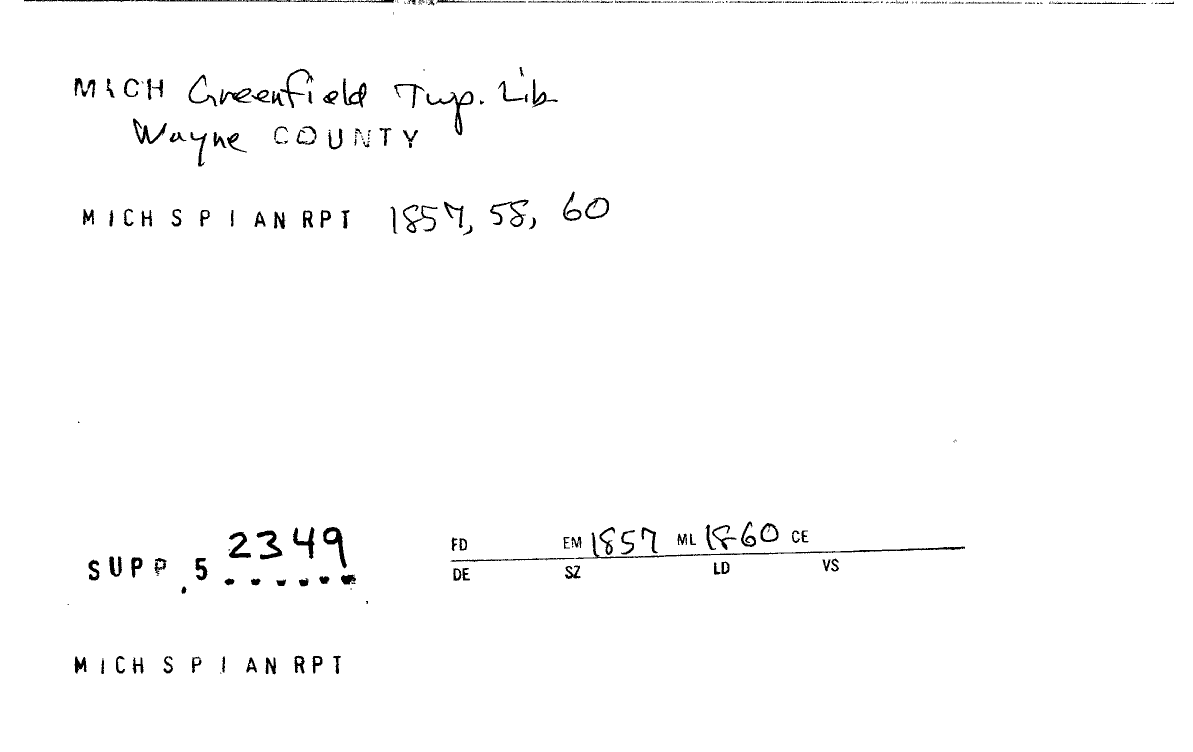 MICH Greenfield Twp. Lib
Wayne COUNTY
MICH S P I AN RPT 1857, 58, 60
2349
SUPP.5 ......
FD EM 1857 ML 1860 CE
DE SZ LD VS
MICH S P I AN RPT